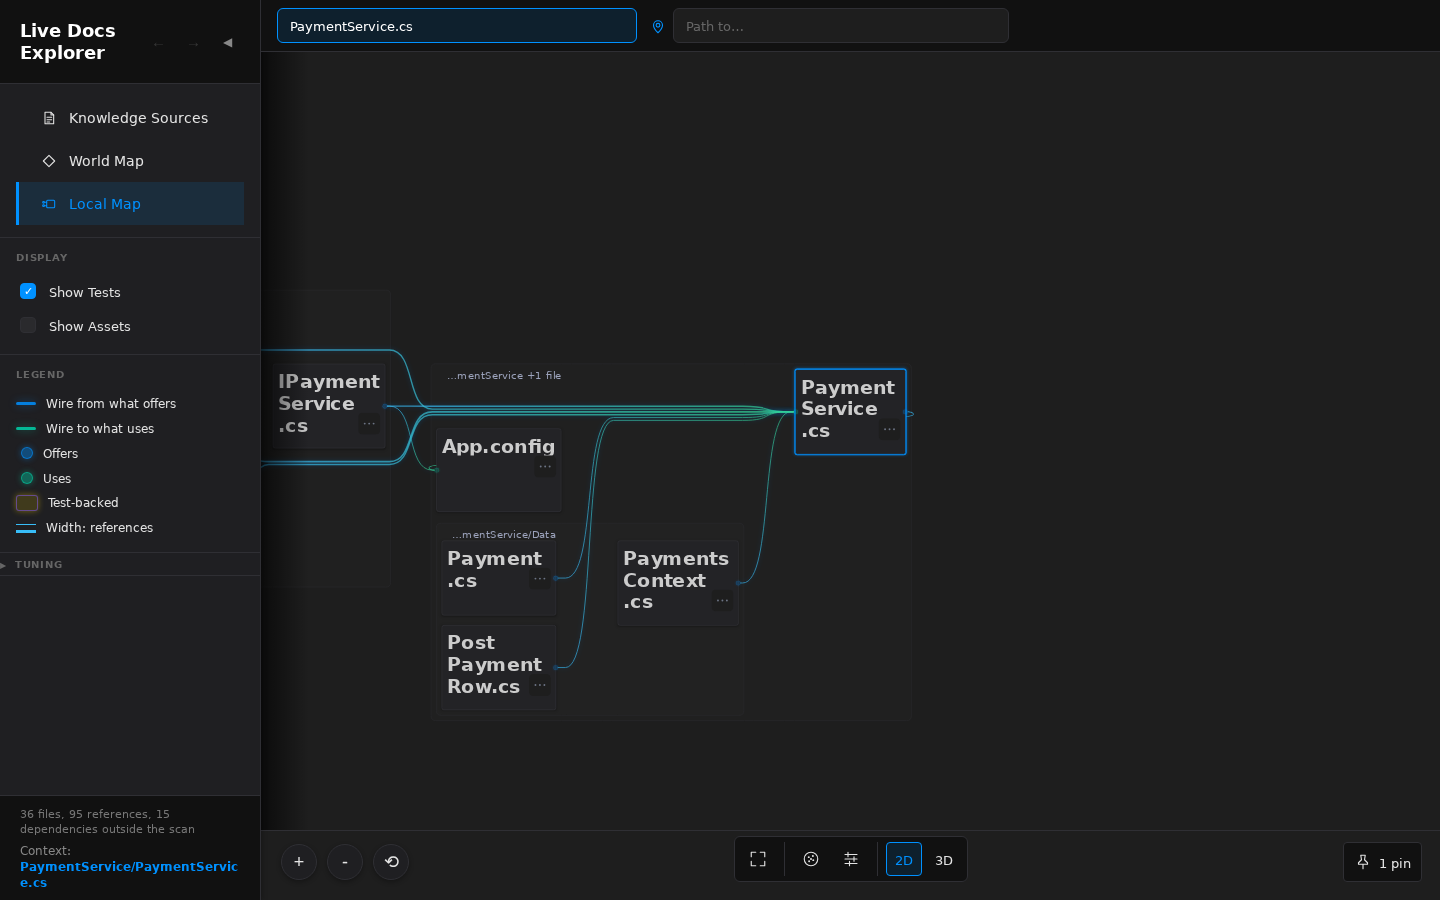 Live Docs
Explorer
Knowledge Sources
World Map
Local Map
DISPLAY
Show Tests
Show Assets
LEGEND
Wire from what offers
Wire to what uses
Offers
Uses
Test-backed
Width: references
TUNING
36 files, 95 references, 15
dependencies outside the scan
Context:
PaymentService/PaymentServic
e.cs
PaymentService.cs
Path to...
IPayment
Service
.cs
...
...mentService +1 file
App.config
...
Payment
Service
.cs
...
...mentService/Data
Payment
.cs
...
Payments
Context
.cs
...
Post
Payment
Row.cs
...
+
-
2D
3D
1 pin